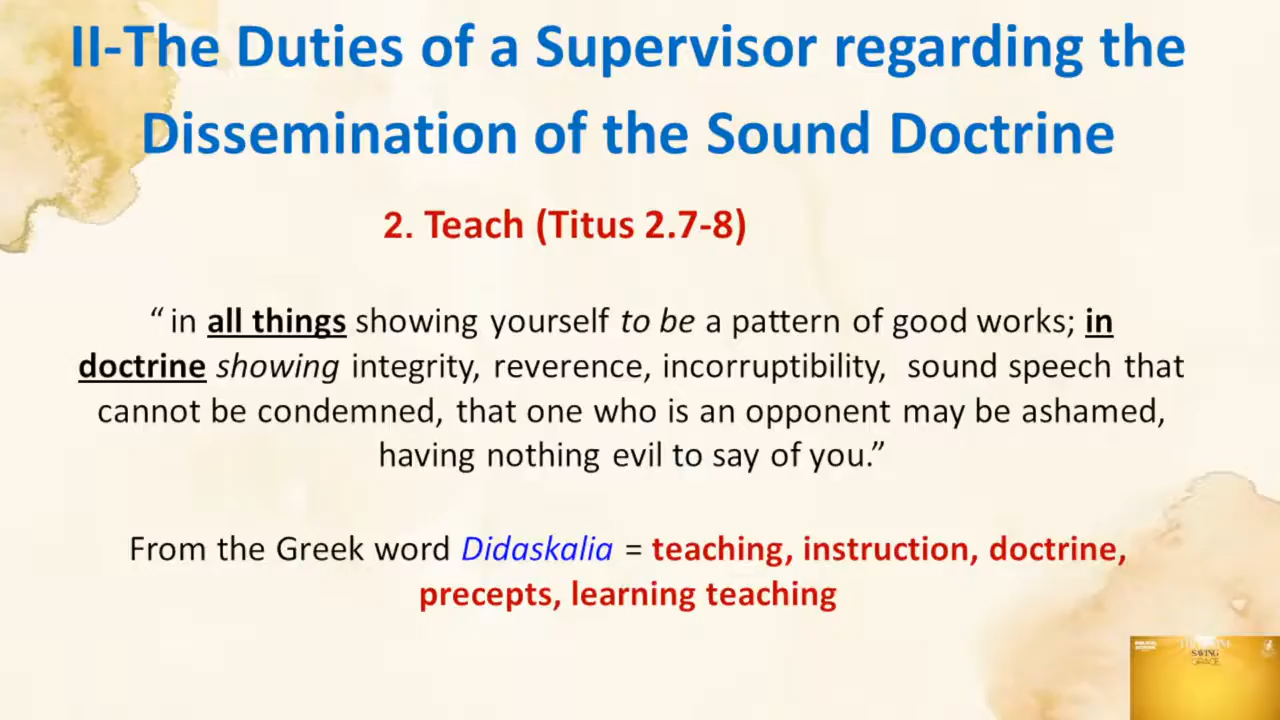 II-The Duties of a Supervisor regarding the
Dissemination of the Sound Doctrine
2. Teach (Titus 2.7-8)
“ in all things showing yourself to be a pattern of good works; in
doctrine showing integrity, reverence, incorruptibility,  sound speech that
cannot be condemned, that one who is an opponent may be ashamed,
having nothing evil to say of you.”
From the Greek word Didaskalia = teaching, instruction, doctrine,
precepts, learning teaching
SAVING
GRACE